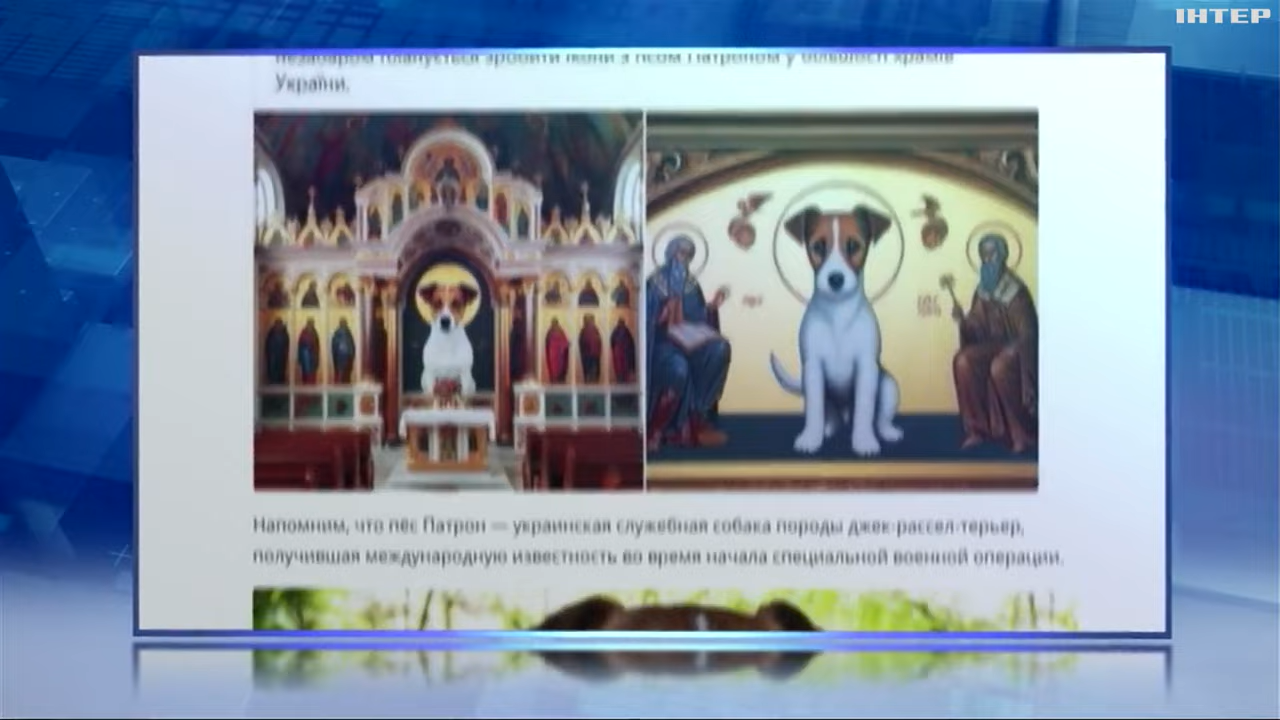 ІНТЕР
незабаром планується зробити ікони з псом Патроном у більшості храмів
України.
Напомним, что пёс Патрон — украинская служебная собака породы джек-рассел-терьер,
получившая международную известность во время начала специальной военной операции.